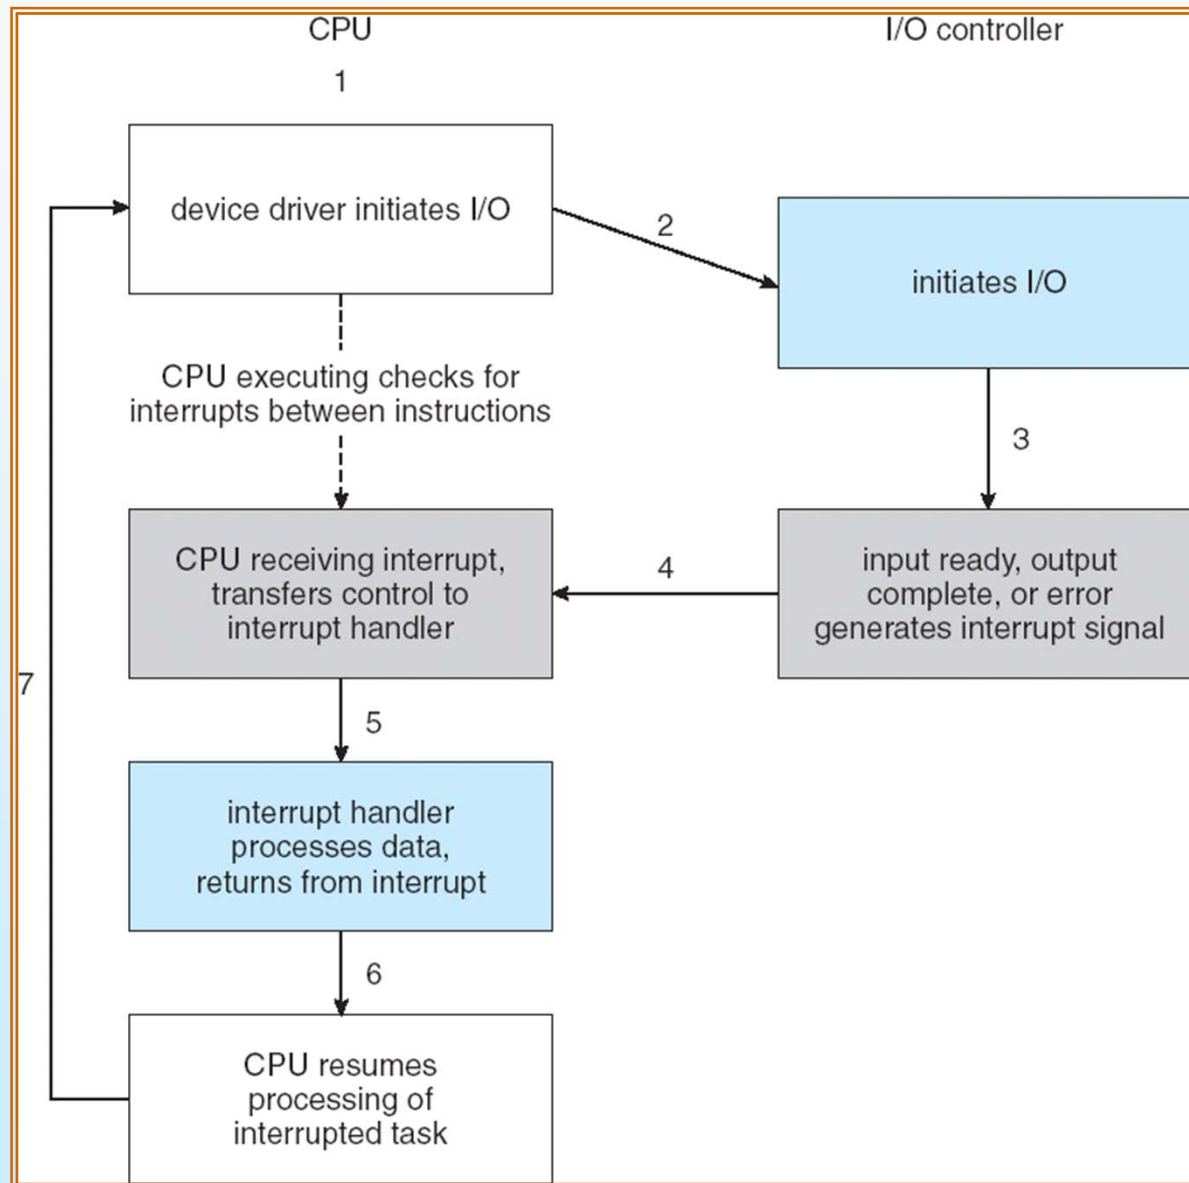 CPU
I/O controller
1
device driver initiates I/O
2
initiates I/O
CPU executing checks for
interrupts between instructions
3
CPU receiving interrupt,
transfers control to
interrupt handler
4
input ready, output
complete, or error
generates interrupt signal
7
5
interrupt handler
processes data,
returns from interrupt
6
CPU resumes
processing of
interrupted task